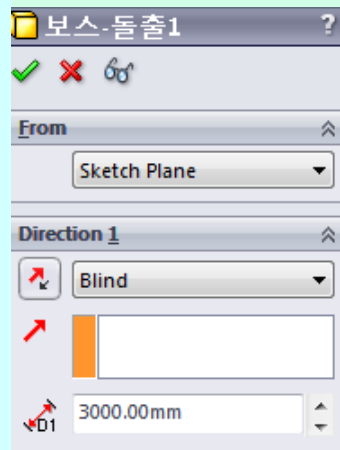 보스-돌출1 ?
From
Sketch Plane
Direction 1
Blind
D1 3000.00mm